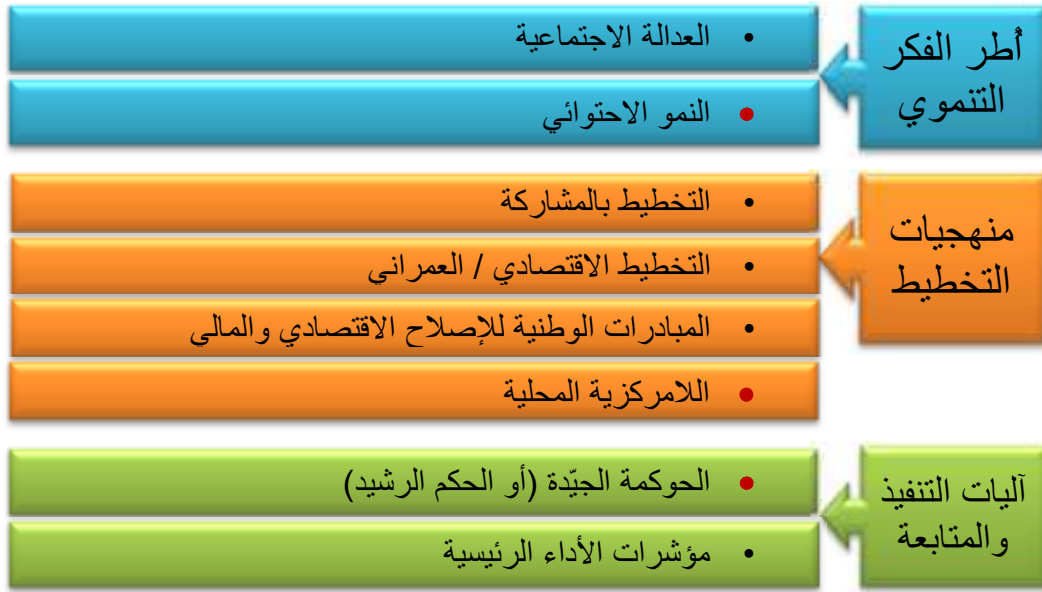 أُطر الفكر
التنموي
• العدالة الاجتماعية
• النمو الاحتوائي
منهجيات
التخطيط
• التخطيط بالمشاركة
• التخطيط الاقتصادي / العمراني
• المبادرات الوطنية للإصلاح الاقتصادي والمالي
• اللامركزية المحلية
آليات التنفيذ
والمتابعة
• الحوكمة الجيّدة (أو الحكم الرشيد)
• مؤشرات الأداء الرئيسية